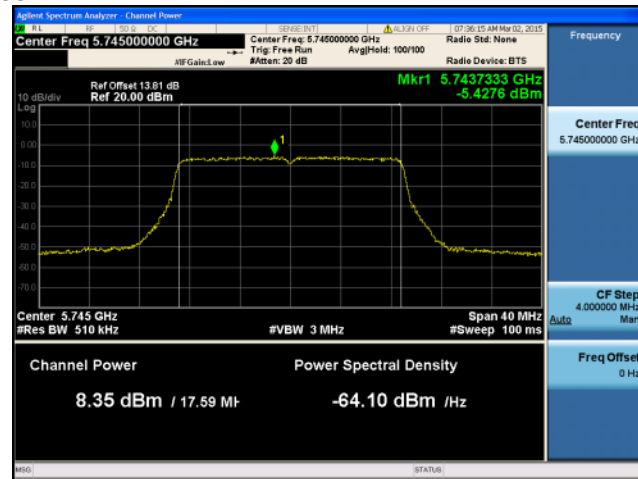 Agilent Spectrum Analyzer - Channel Power
RL RF 50 Ω DC SENSE:INT ALIGN OFF 07:36:15 AM Mar 02, 2015
Center Freq 5.745000000 GHz
Center Freq: 5.745000000 GHz
Radio Std: None
Trig: Free Run Avg|Hold: 100/100
#IFGain:Low #Atten: 20 dB Radio Device: BTS
Ref Offset 13.81 dB
10 dB/div Ref 20.00 dBm
Mkr1 5.7437333 GHz
-5.4276 dBm
Log
10.0
0.00
1
-10.0
-20.0
-30.0
-40.0
-50.0
-60.0
-70.0
Center 5.745 GHz Span 40 MHz
#Res BW 510 kHz #VBW 3 MHz #Sweep 100 ms
Channel Power Power Spectral Density
8.35 dBm / 17.59 MH -64.10 dBm /Hz
MSG STATUS
Frequency
Center Freq
5.745000000 GHz
CF Step
4.000000 MHz
Auto Man
Freq Offset
0 Hz